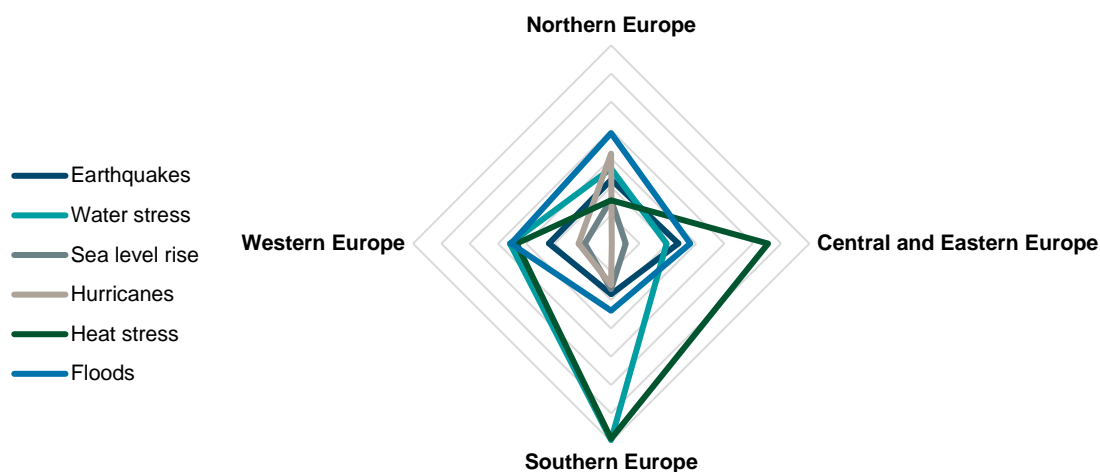 Northern Europe
Earthquakes
Water stress
Sea level rise
Hurricanes
Heat stress
Floods
Western Europe
Central and Eastern Europe
Southern Europe